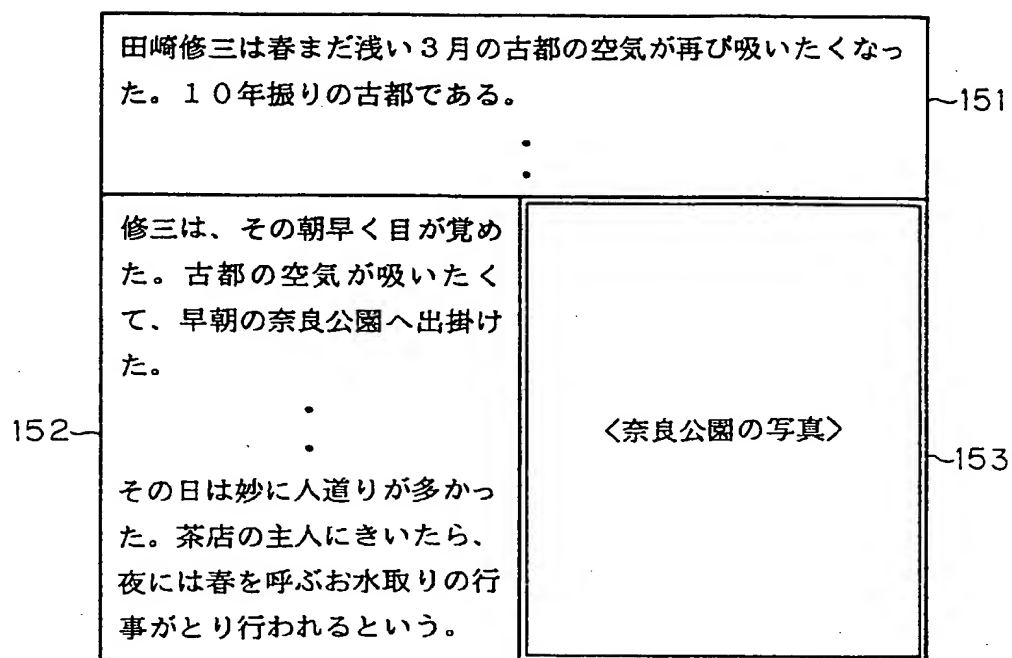 田崎修三は春まだ浅い3月の古都の空気が再び吸いたくなっ
た。10年振りの古都である。
・
・
151
修三は、その朝早く目が覚め
た。古都の空気が吸いたく
て、早朝の奈良公園へ出掛け
た。
・
・
その日は妙に人道りが多かっ
た。茶店の主人にきいたら、
夜には春を呼ぶお水取りの行
事がとり行われるという。
152
<奈良公園の写真>
153